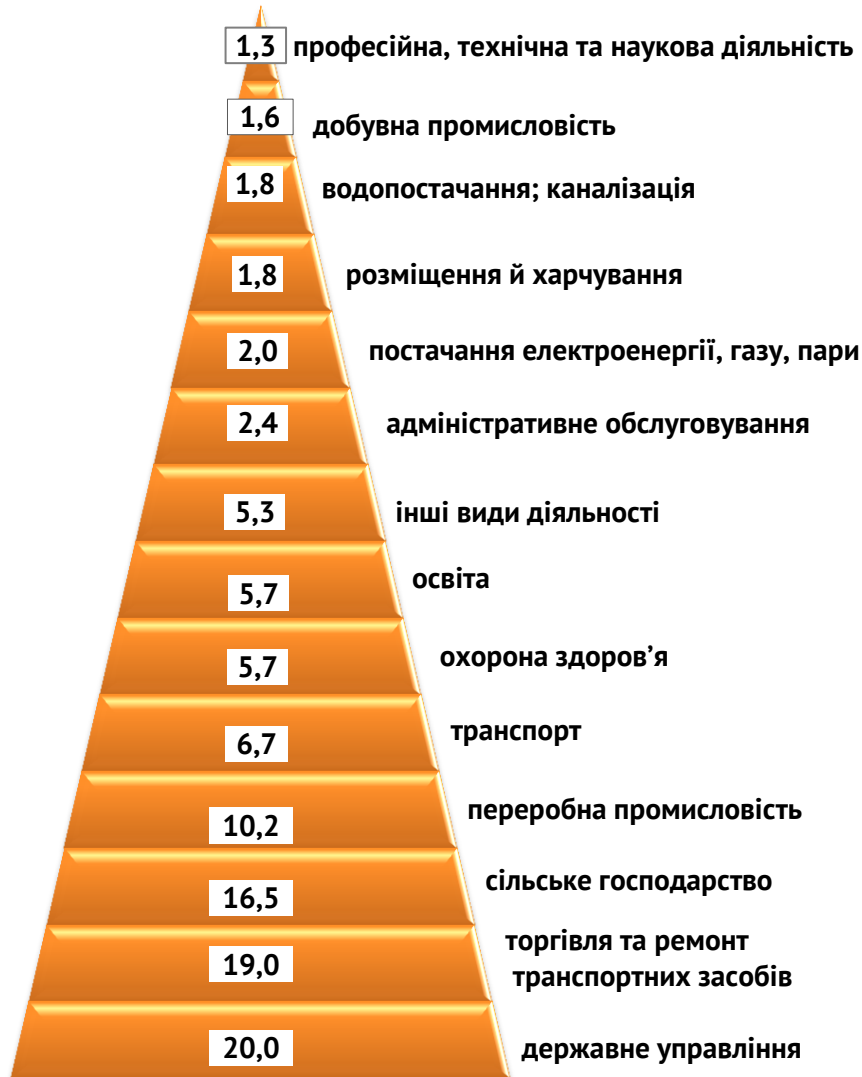 1,3 професійна, технічна та наукова діяльність
1,6 добувна промисловість
1,8 водопостачання; каналізація
1,8 розміщення й харчування
2,0 постачання електроенергії, газу, пари
2,4 адміністративне обслуговування
5,3 інші види діяльності
5,7 освіта
5,7 охорона здоров’я
6,7 транспорт
10,2 переробна промисловість
16,5 сільське господарство
19,0 торгівля та ремонт
транспортних засобів
20,0 державне управління